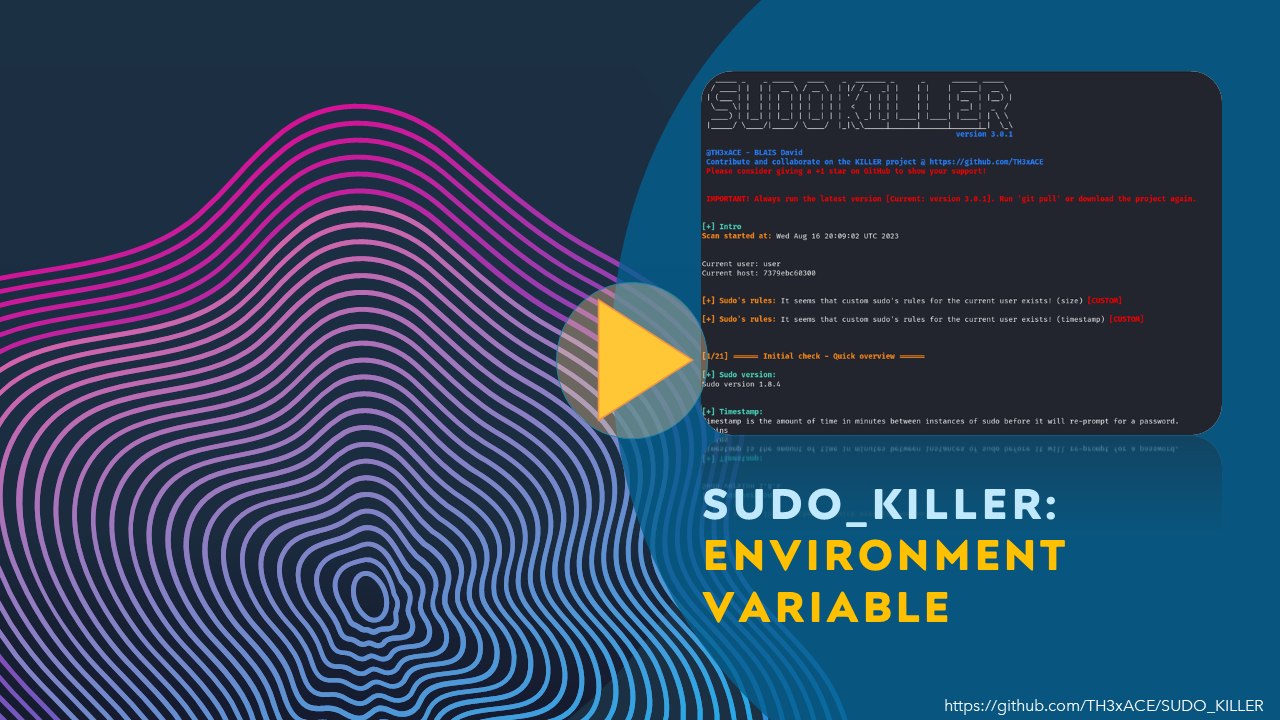 SUDO_KILLER
version 3.0.1
@TH3xACE - BLAIS David
Contribute and collaborate on the KILLER project @ https://github.com/TH3xACE
Please consider giving a +1 star on GitHub to show your support!
IMPORTANT! Always run the latest version [Current: version 3.0.1]. Run 'git pull' or download the project again.
[+] Intro
Scan started at: Wed Aug 16 20:09:02 UTC 2023
Current user: user
Current host: 7379ebc60300
[+] Sudo's rules: It seems that custom sudo's rules for the current user exists! (size) [CUSTOM]
[+] Sudo's rules: It seems that custom sudo's rules for the current user exists! (timestamp) [CUSTOM]
[1/21] ====== Initial check - Quick overview ======
[+] Sudo version:
Sudo version 1.8.4
[+] Timestamp:
Timestamp is the amount of time in minutes between instances of sudo before it will re-prompt for a password.
SUDO_KILLER:
ENVIRONMENT
VARIABLE
https://github.com/TH3xACE/SUDO_KILLER